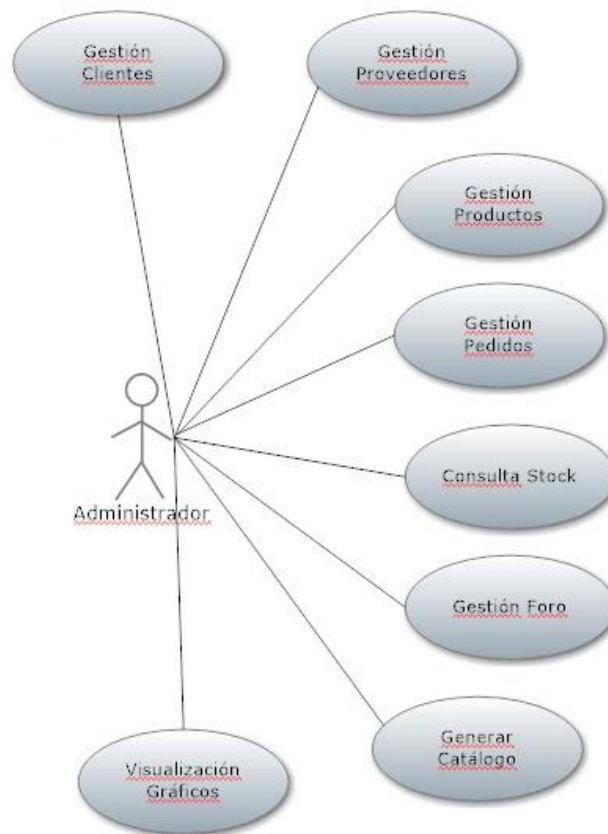 Gestión
Clientes
Gestión
Proveedores
Gestión
Productos
Gestión
Pedidos
Consulta Stock
Administrador
Gestión Foro
Generar
Catálogo
Visualización
Gráficos